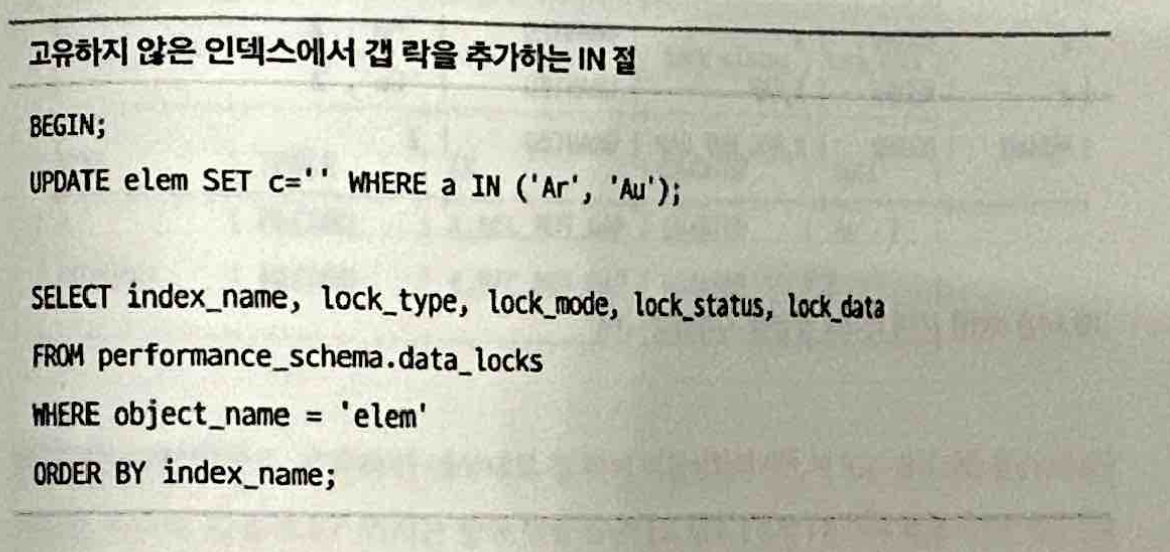 고유하지 않은 인덱스에서 갭 락을 추가하는 IN 절
BEGIN;
UPDATE elem SET c='' WHERE a IN ('Ar', 'Au');
SELECT index_name, lock_type, lock_mode, lock_status, lock_data
FROM performance_schema.data_locks
WHERE object_name = 'elem'
ORDER BY index_name;